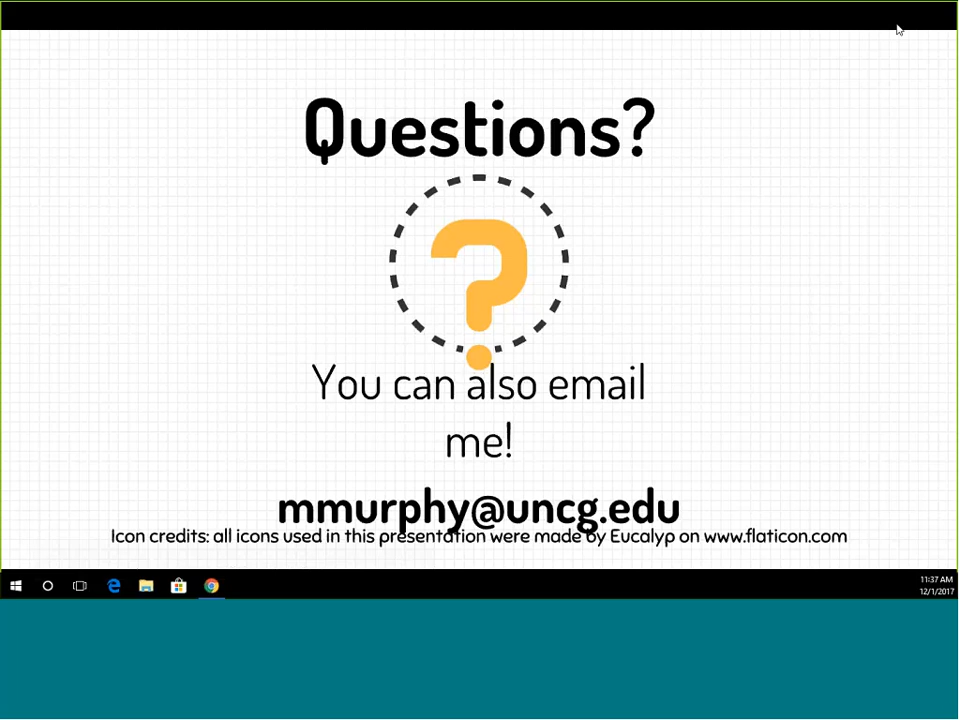 Questions?
?
You can also email
me!
mmurphy@uncg.edu
Icon credits: all icons used in this presentation were made by Eucalyp on www.flaticon.com
11:37 AM
12/1/2017